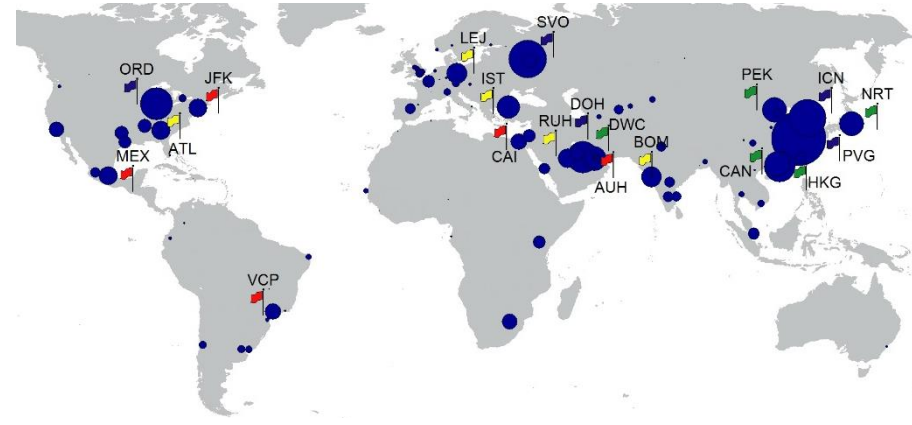 SVO
LEJ
ORD
JFK
IST
PEK
ICN
NRT
DOH
RUH
DWC
BOM
ATL
MEX
CAI
AUH
CAN
PVG
HKG
VCP